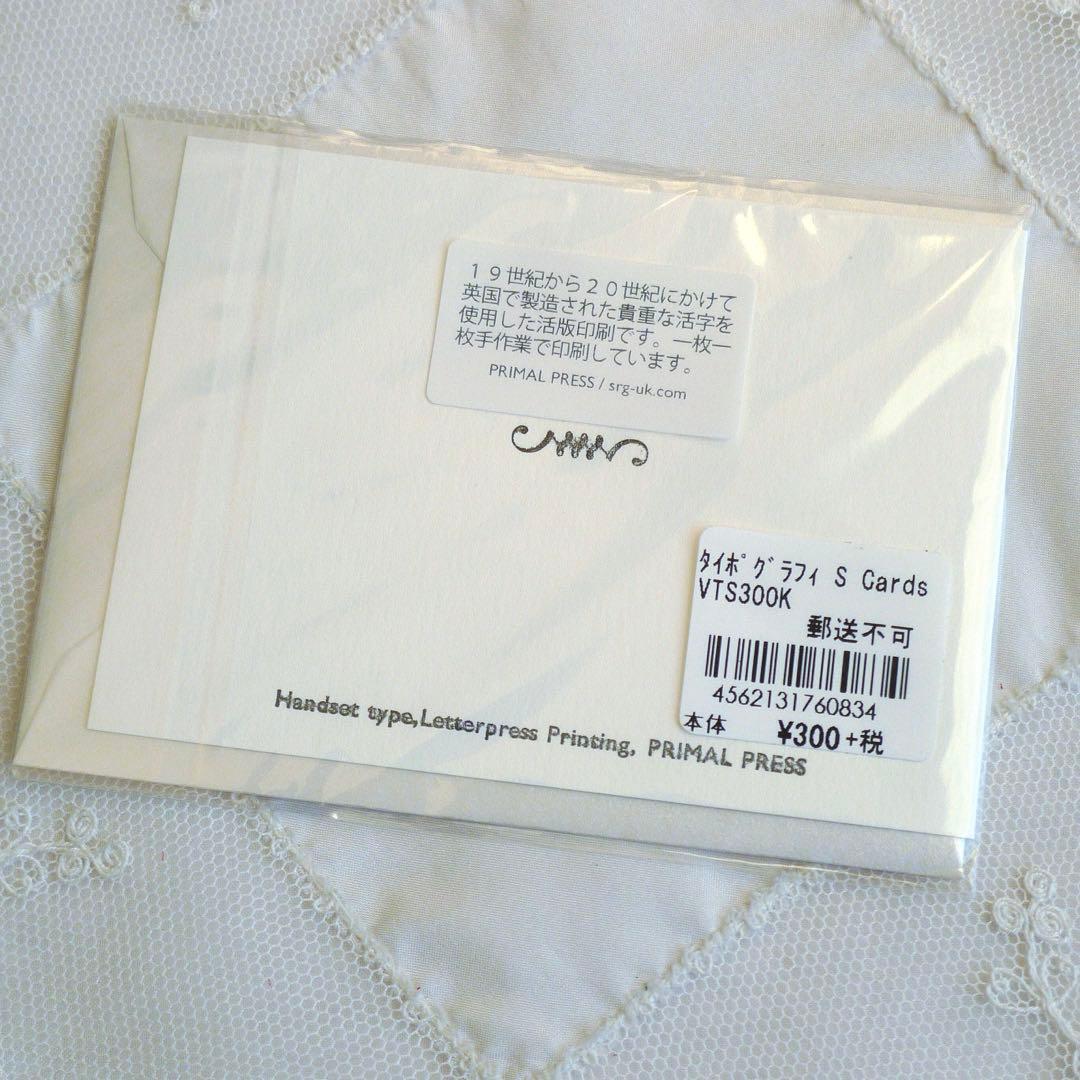 １９世紀から２０世紀にかけて
英国で製造された貴重な活字を
使用した活版印刷です。一枚一
枚手作業で印刷しています。
PRIMAL PRESS / srg-uk.com
ﾀｲﾎﾟｸﾞﾗﾌｨ S Cards
VTS300K
郵送不可
4562131760834
本体 ¥300+税
Handset type,Letterpress Printing, PRIMAL PRESS